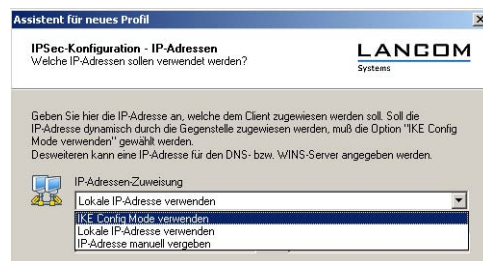 Assistent für neues Profil
IPSec-Konfiguration - IP-Adressen
Welche IP-Adressen sollen verwendet werden?
LANCOM
Systems
Geben Sie hier die IP-Adresse an, welche dem Client zugewiesen werden soll. Soll die
IP-Adresse dynamisch durch die Gegenstelle zugewiesen werden, muß die Option "IKE Config
Mode verwenden" gewählt werden.
Desweiteren kann eine IP-Adresse für den DNS- bzw. WINS-Server angegeben werden.
IP-Adressen-Zuweisung
Lokale IP-Adresse verwenden
IKE Config Mode verwenden
Lokale IP-Adresse verwenden
IP-Adresse manuell vergeben